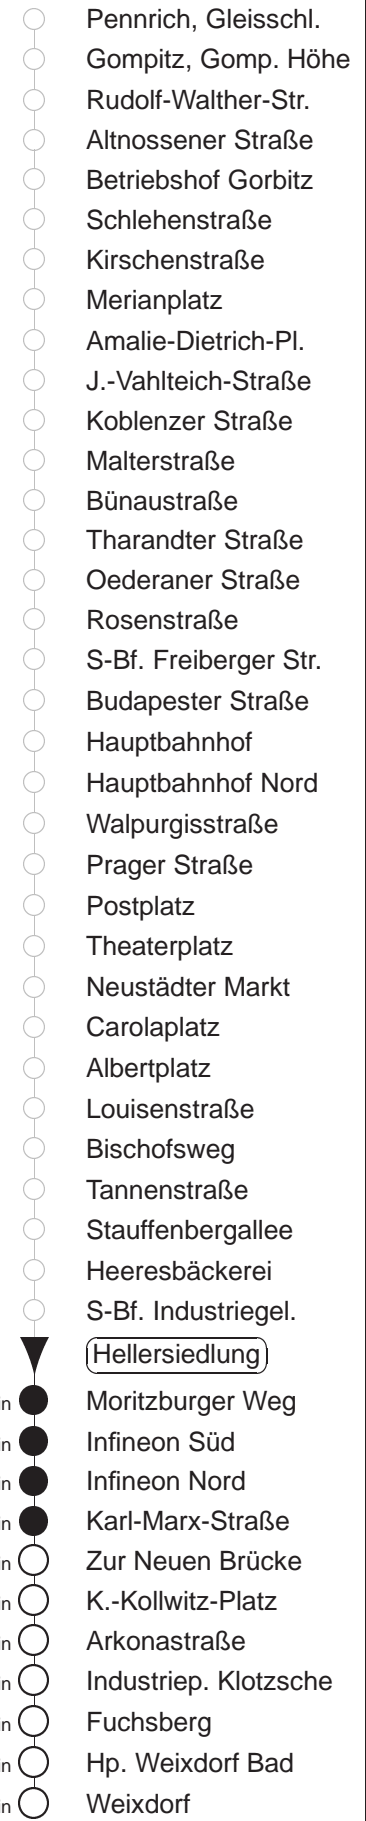 Pennrich, Gleisschl.
Gompitz, Gomp. Höhe
Rudolf-Walther-Str.
Altnossener Straße
Betriebshof Gorbitz
Schlehenstraße
Kirschenstraße
Merianplatz
Amalie-Dietrich-Pl.
J.-Vahlteich-Straße
Koblenzer Straße
Malterstraße
Bünaustraße
Tharandter Straße
Oederaner Straße
Rosenstraße
S-Bf. Freiberger Str.
Budapester Straße
Hauptbahnhof
Hauptbahnhof Nord
Walpurgisstraße
Prager Straße
Postplatz
Theaterplatz
Neustädter Markt
Carolaplatz
Albertplatz
Louisenstraße
Bischofsweg
Tannenstraße
Stauffenbergallee
Heeresbäckerei
S-Bf. Industriegel.
Hellersiedlung
Moritzburger Weg
Infineon Süd
Infineon Nord
Karl-Marx-Straße
Zur Neuen Brücke
K.-Kollwitz-Platz
Arkonastraße
Industriep. Klotzsche
Fuchsberg
Hp. Weixdorf Bad
Weixdorf